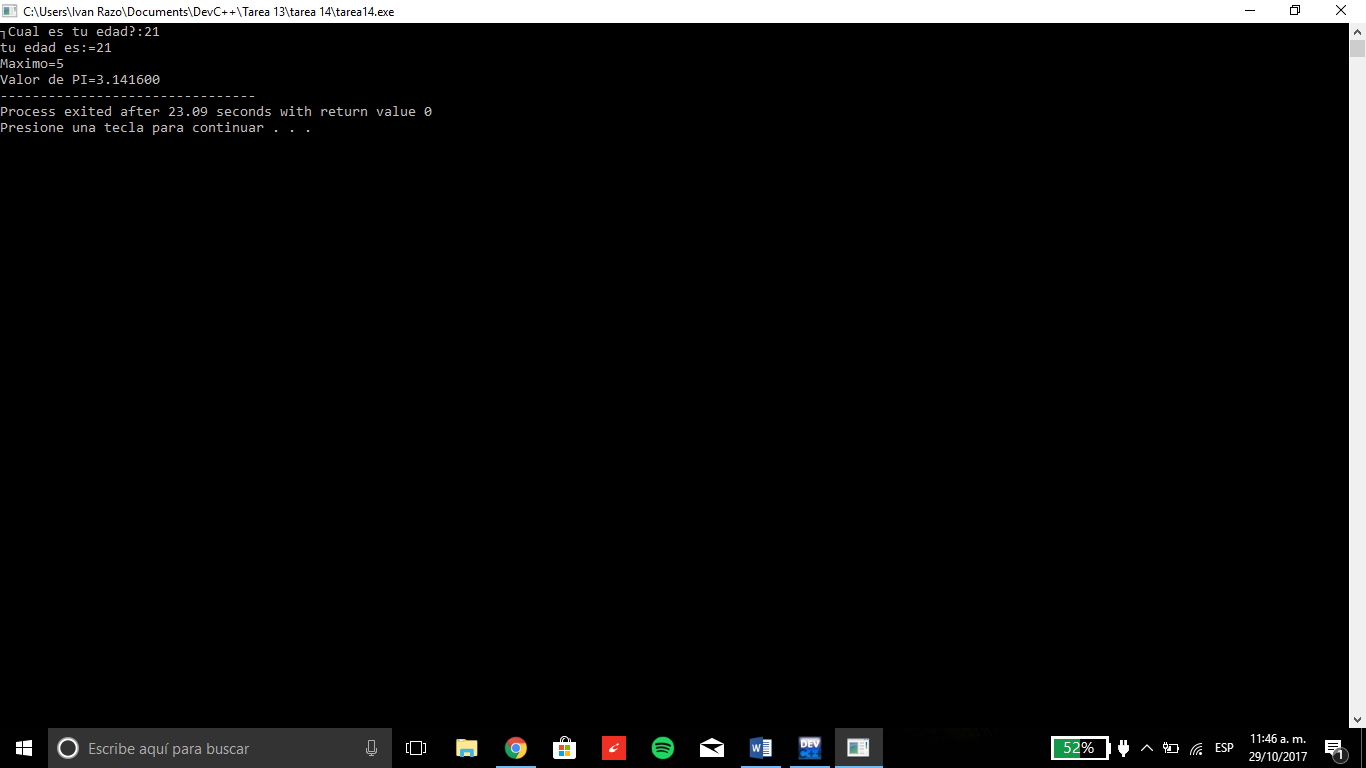 C:\Users\Ivan Razo\Documents\DevC++\Tarea 13\tarea 14\tarea14.exe
┐Cual es tu edad?:21
tu edad es:=21
Maximo=5
Valor de PI=3.141600
--------------------------------
Process exited after 23.09 seconds with return value 0
Presione una tecla para continuar . . .
Escribe aquí para buscar
DEV
52%
ESP
11:46 a. m.
29/10/2017
1